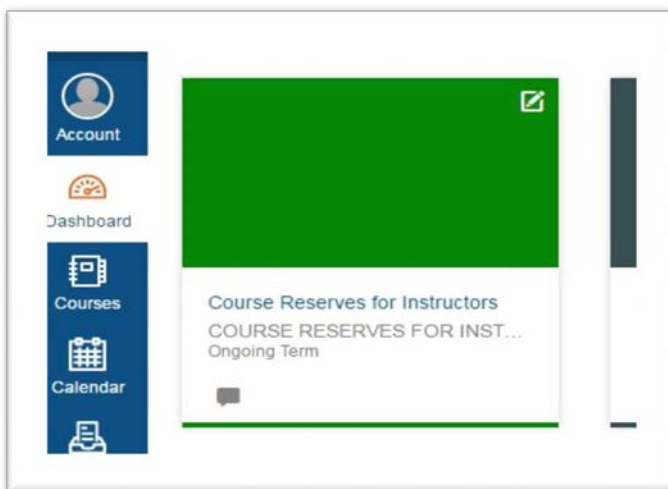 Account
Dashboard
Courses
Calendar
Course Reserves for Instructors
COURSE RESERVES FOR INST...
Ongoing Term